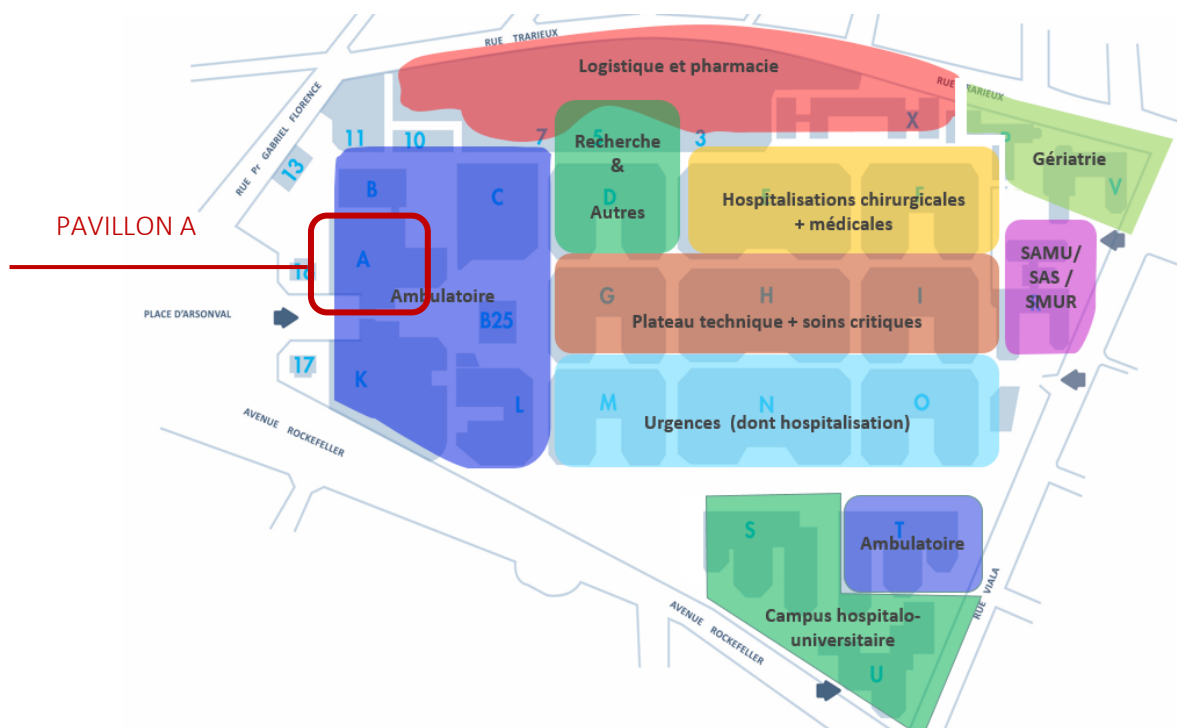 RUE TRARIEUX
Logistique et pharmacie
RUE TRARIEUX
RUE Pr GABRIEL FLORENCE
X
11
10
7
5
3
Recherche
&
D
Autres
13
B
C
Gériatrie
V
Hospitalisations chirurgicales
+ médicales
PAVILLON A
A
18
SAMU/
SAS /
SMUR
Ambulatoire
G
H
I
PLACE D'ARSONVAL
B25
Plateau technique + soins critiques
17
K
L
M
N
O
Urgences (dont hospitalisation)
AVENUE ROCKEFELLER
S
T
Ambulatoire
Campus hospitalo-
universitaire
RUE VIALA
AVENUE ROCKEFELLER
U